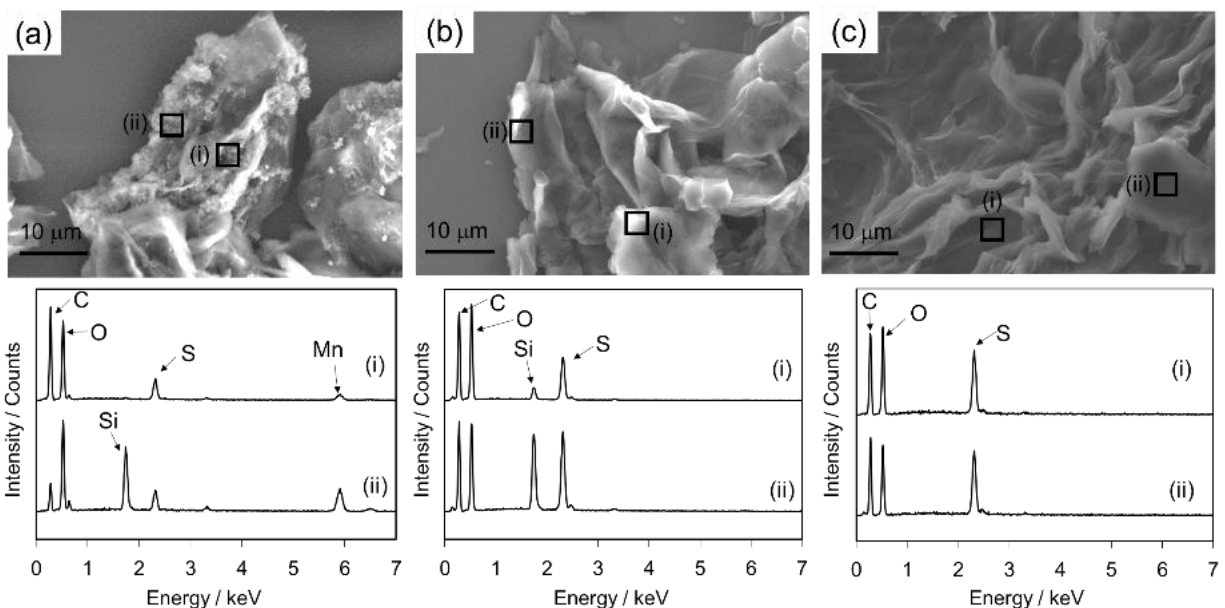 (a)
(ii)
(i)
10 μm
(b)
(ii)
(i)
10 μm
(c)
(ii)
(i)
10 μm
Intensity / Counts
C
O
S
Mn
(i)
Si
(ii)
0 1 2 3 4 5 6 7
Energy / keV
Intensity / Counts
C
O
Si
S
(i)
(ii)
0 1 2 3 4 5 6 7
Energy / keV
Intensity / Counts
C
O
S
(i)
(ii)
0 1 2 3 4 5 6 7
Energy / keV